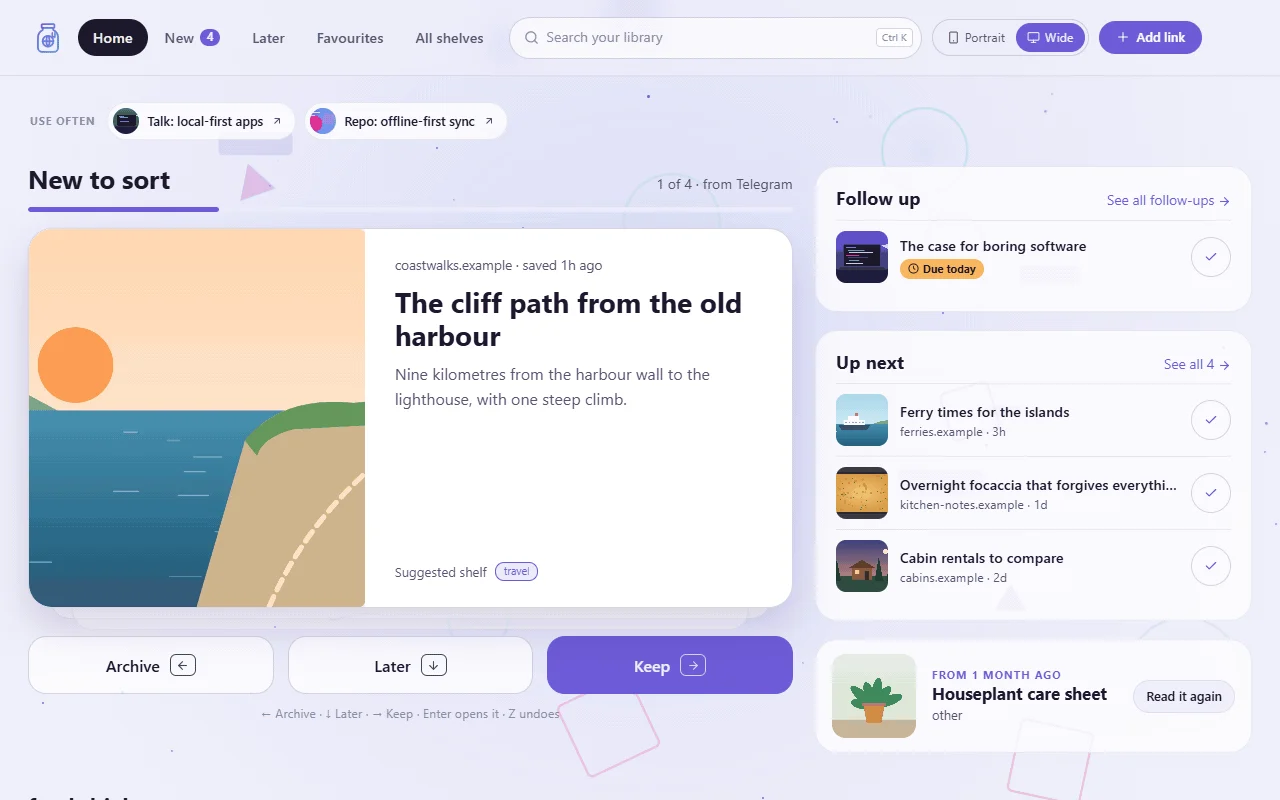 Home
New 4
Later
Favourites
All shelves
Search your library
Ctrl K
Portrait
Wide
Add link
USE OFTEN
Talk: local-first apps
Repo: offline-first sync
New to sort
1 of 4 · from Telegram
coastwalks.example · saved 1h ago
The cliff path from the old
harbour
Nine kilometres from the harbour wall to the
lighthouse, with one steep climb.
Suggested shelf travel
Archive ←
Later ↓
Keep →
← Archive · ↓ Later · → Keep · Enter opens it · Z undoes
Follow up
See all follow-ups →
The case for boring software
Due today
Up next
See all 4 →
Ferry times for the islands
ferries.example · 3h
Overnight focaccia that forgives everythi...
kitchen-notes.example · 1d
Cabin rentals to compare
cabins.example · 2d
FROM 1 MONTH AGO
Houseplant care sheet
other
Read it again